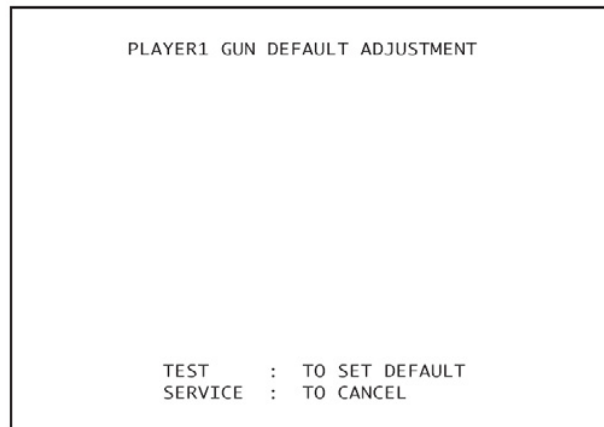 PLAYER1 GUN DEFAULT ADJUSTMENT
TEST : TO SET DEFAULT
SERVICE : TO CANCEL